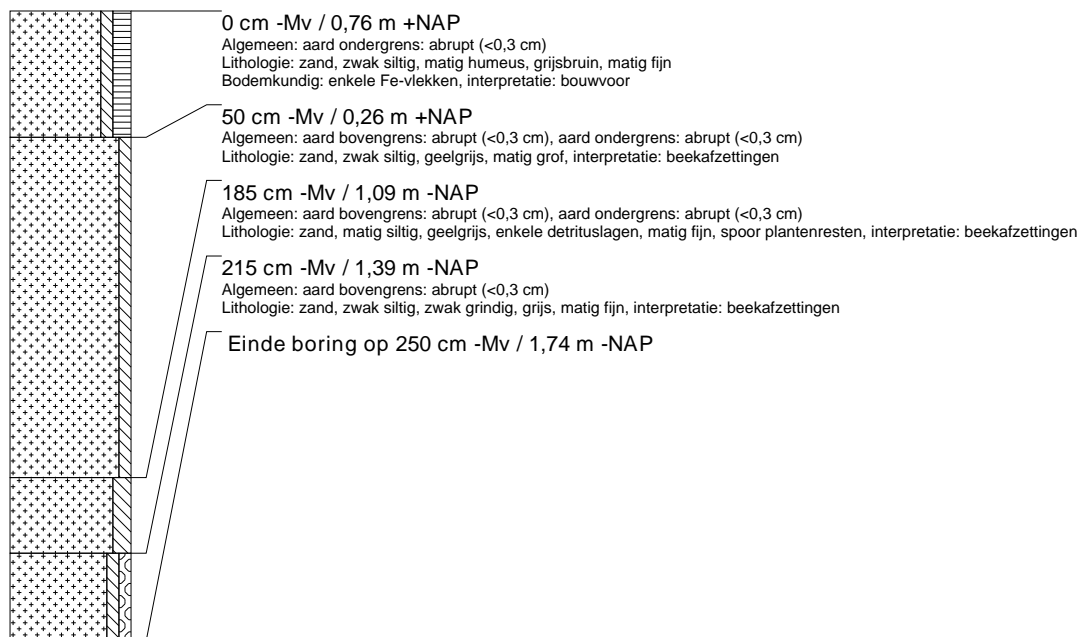 0 cm -Mv / 0,76 m +NAP
Algemeen: aard ondergrens: abrupt (<0,3 cm)
Lithologie: zand, zwak siltig, matig humeus, grijsbruin, matig fijn
Bodemkundig: enkele Fe-vlekken, interpretatie: bouwvoor
50 cm -Mv / 0,26 m +NAP
Algemeen: aard bovengrens: abrupt (<0,3 cm), aard ondergrens: abrupt (<0,3 cm)
Lithologie: zand, zwak siltig, geelgrijs, matig grof, interpretatie: beekafzettingen
185 cm -Mv / 1,09 m -NAP
Algemeen: aard bovengrens: abrupt (<0,3 cm), aard ondergrens: abrupt (<0,3 cm)
Lithologie: zand, matig siltig, geelgrijs, enkele detrituslagen, matig fijn, spoor plantenresten, interpretatie: beekafzettingen
215 cm -Mv / 1,39 m -NAP
Algemeen: aard bovengrens: abrupt (<0,3 cm)
Lithologie: zand, zwak siltig, zwak grindig, grijs, matig fijn, interpretatie: beekafzettingen
Einde boring op 250 cm -Mv / 1,74 m -NAP